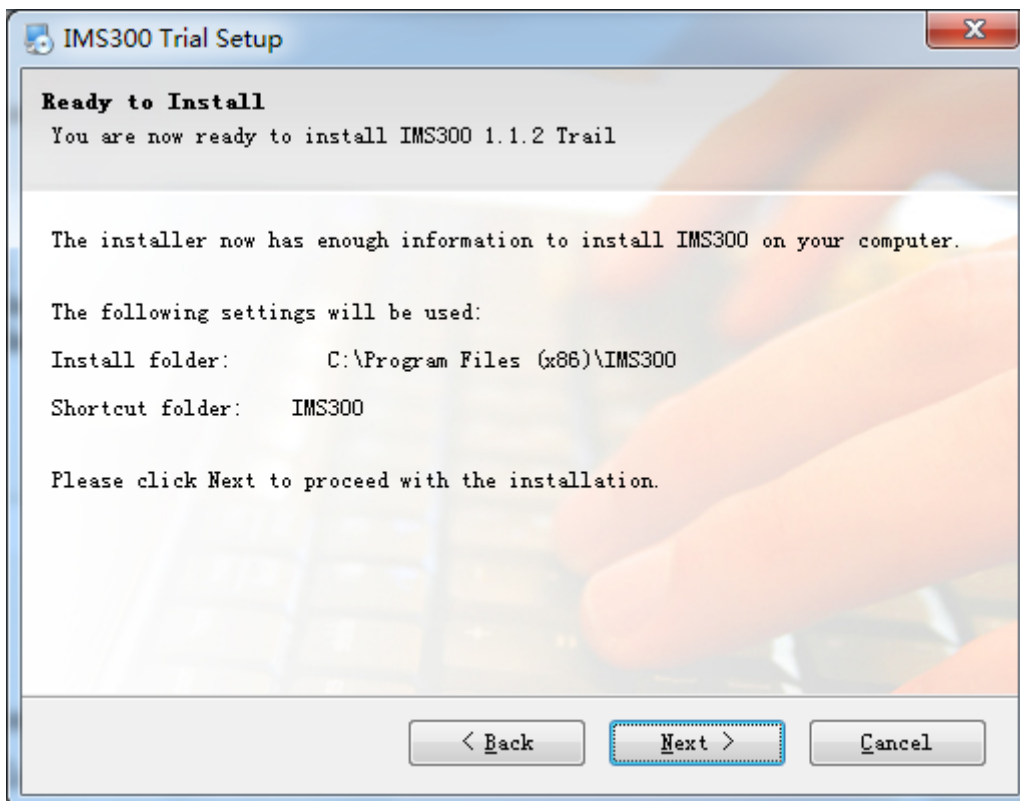 IMS300 Trial Setup
Ready to Install
You are now ready to install IMS300 1.1.2 Trail
The installer now has enough information to install IMS300 on your computer.
The following settings will be used:
Install folder: C:\Program Files (x86)\IMS300
Shortcut folder: IMS300
Please click Next to proceed with the installation.
< Back Next > Cancel